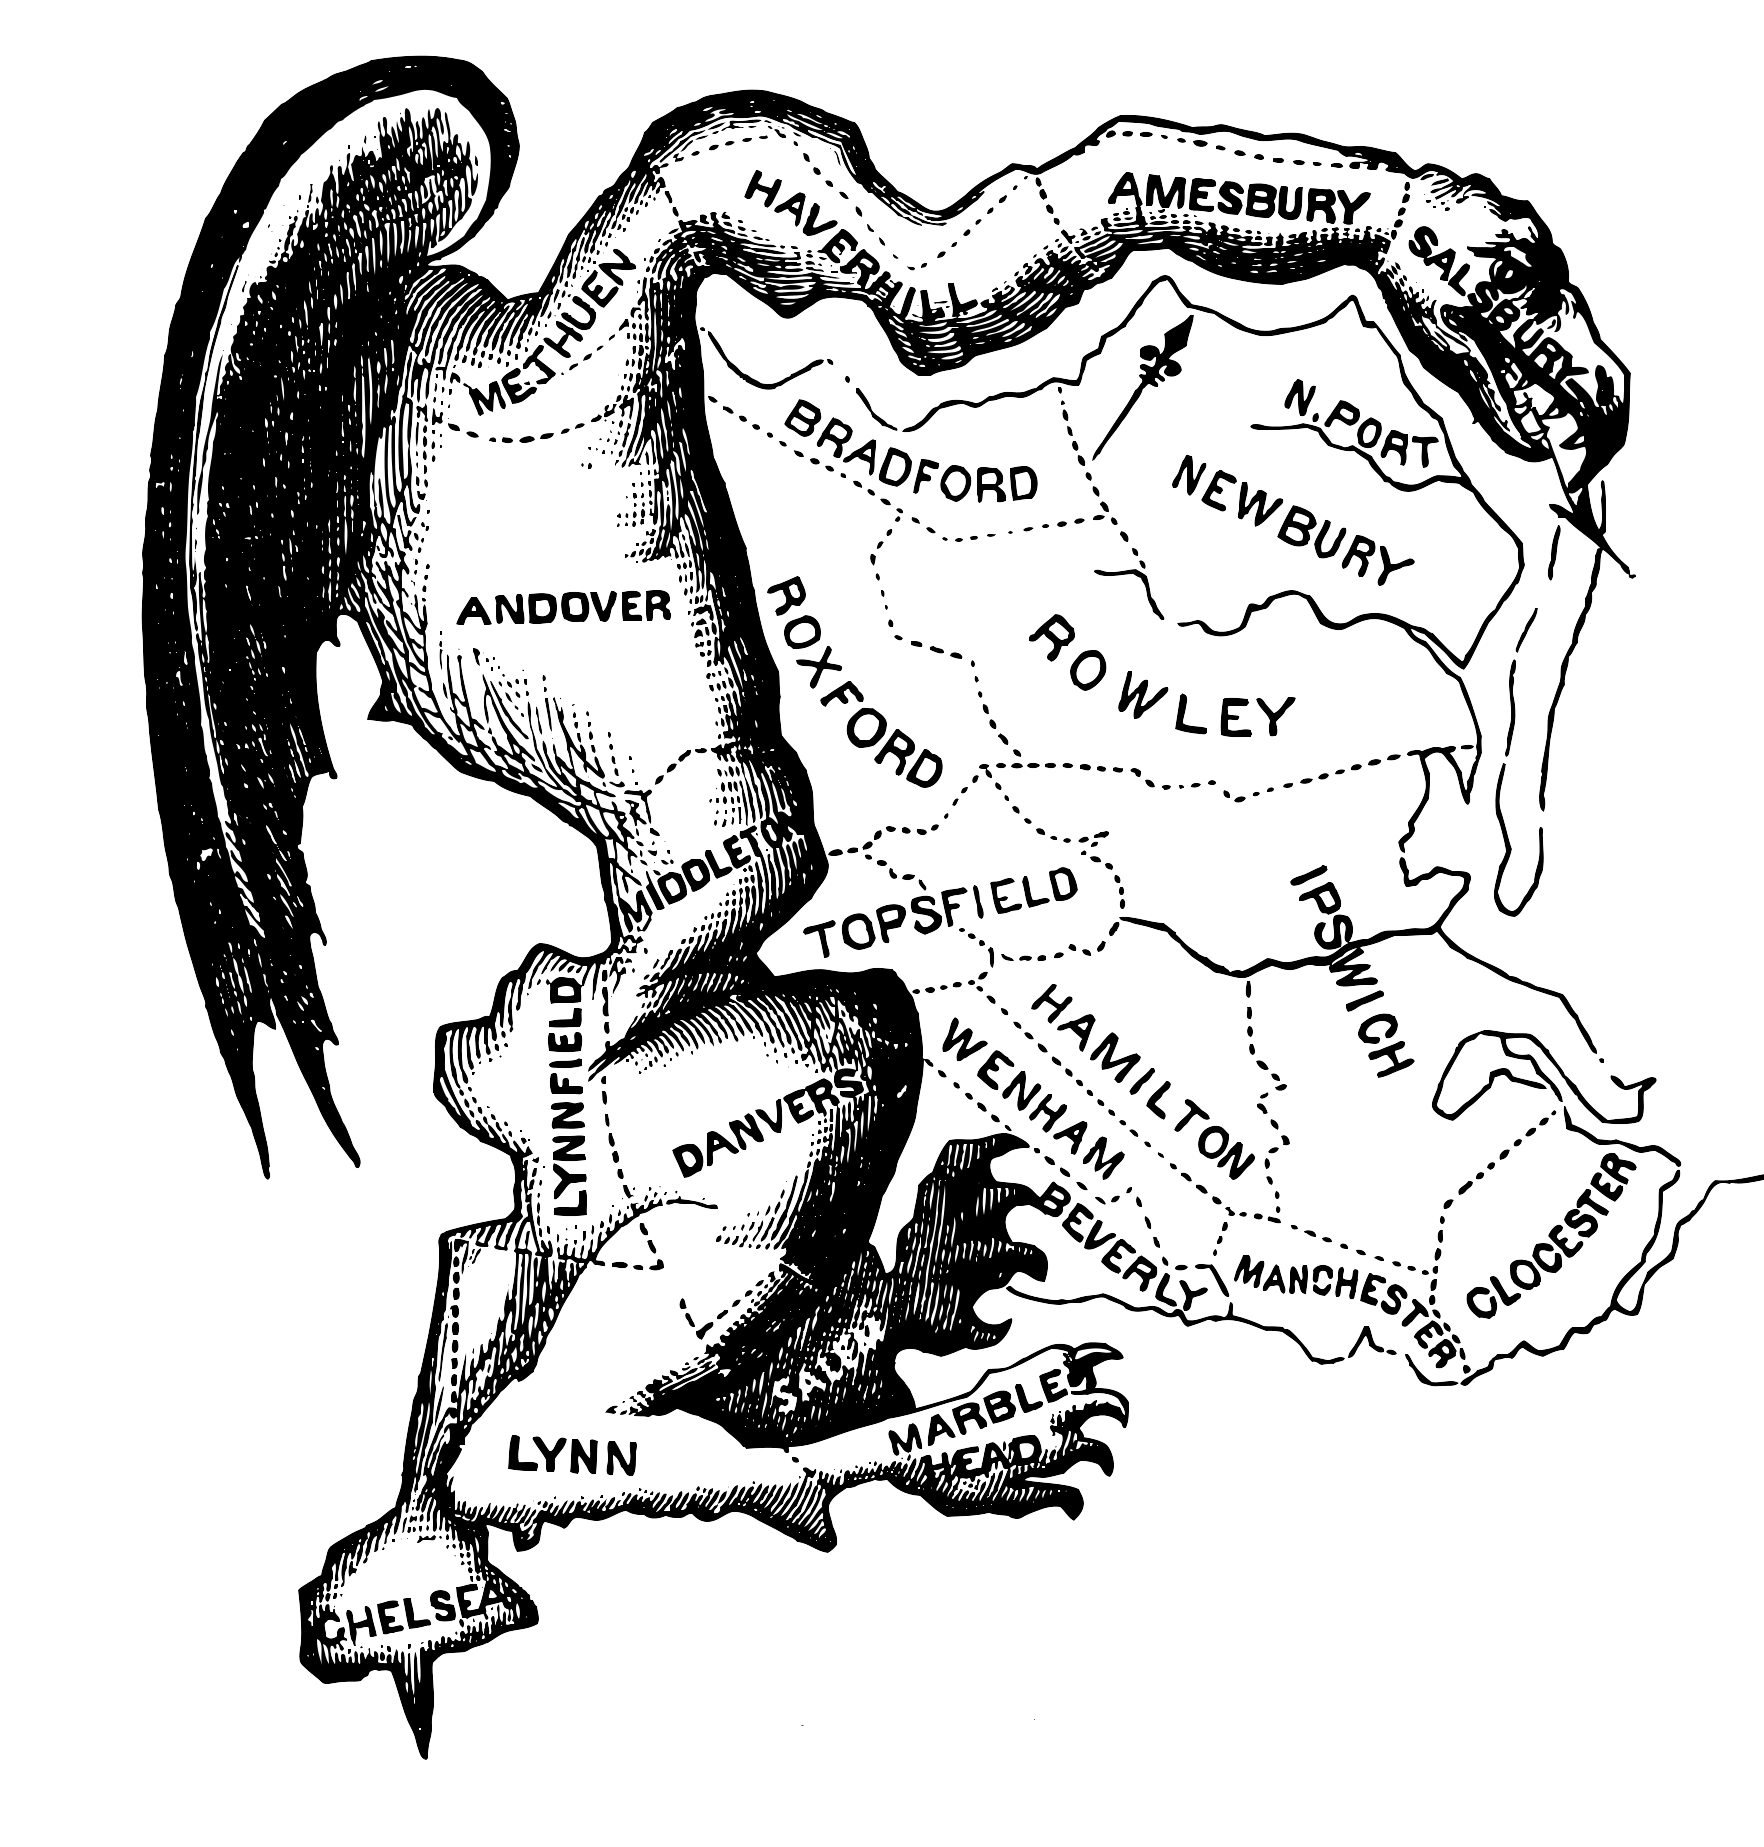 HAVERHILL
AMESBURY
SALSBURY
METHUEN
BRADFORD
N. PORT
NEWBURY
ANDOVER
ROXFORD
ROWLEY
MIDDLETON
TOPSFIELD
IPSWICH
LYNNFIELD
DANVERS
WENHAM
HAMILTON
BEVERLY
MANCHESTER
CLOCESTER
LYNN
MARBLE
HEAD
CHELSEA